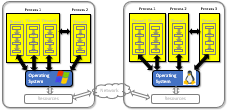 Process 1
Process 2
Operating
System
Resources
Network
Process 1
Process 2
Process 3
Operating
System
Resources